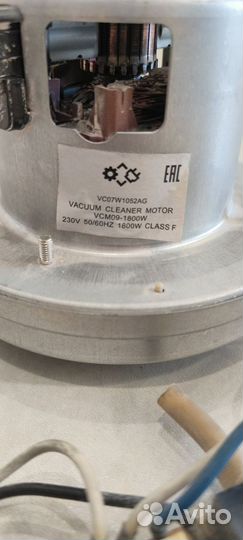 EAC
VC07W1052AG
VACUUM CLEANER MOTOR
VCM09-1800W
230V 50/60HZ 1800W CLASS F
Avito